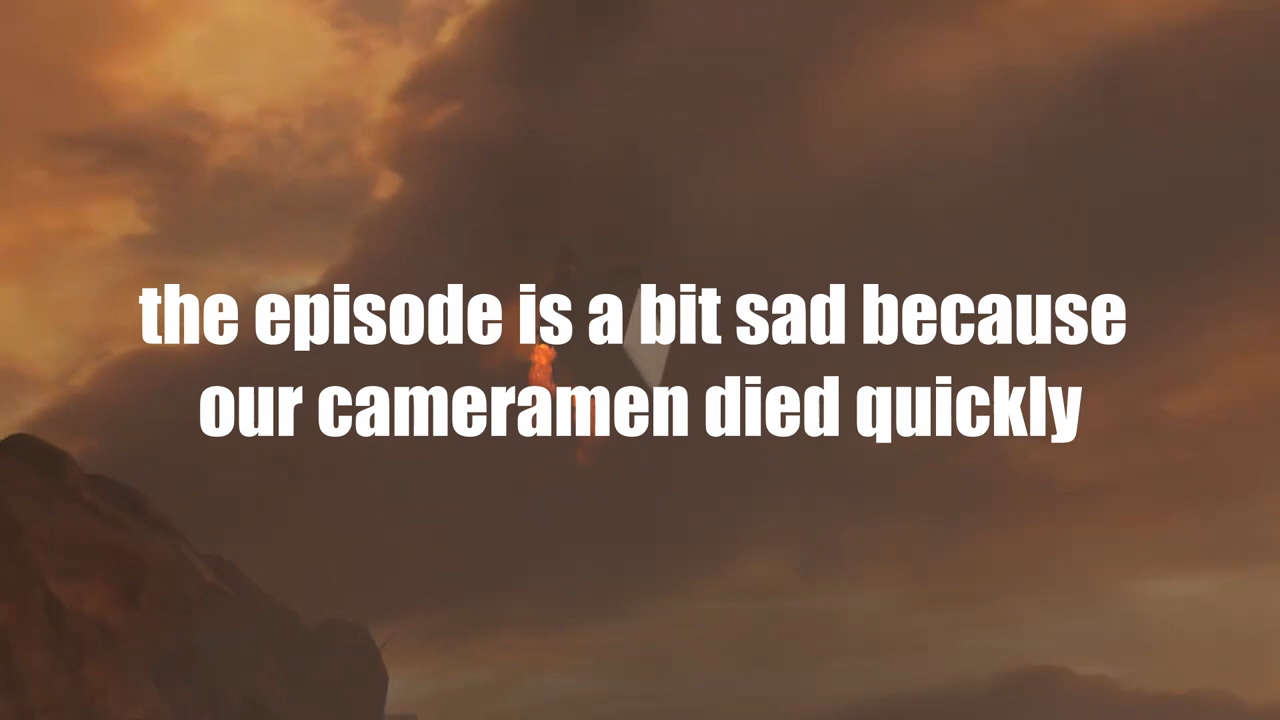 the episode is a bit sad because
our cameramen died quickly